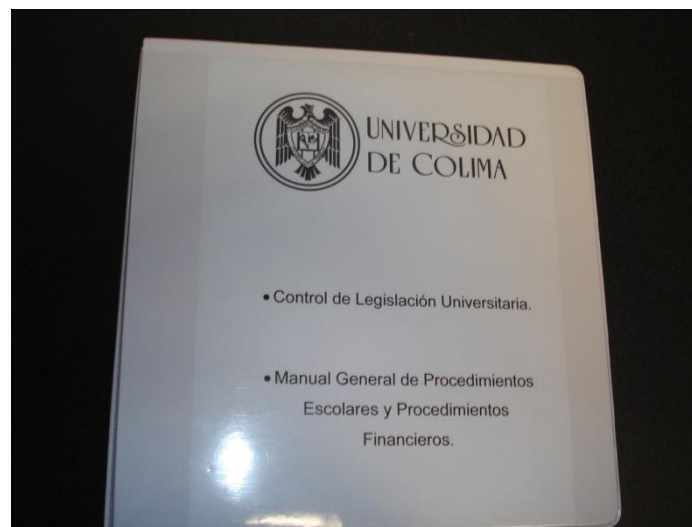 UNIVERSIDAD
DE COLIMA
• Control de Legislación Universitaria.
• Manual General de Procedimientos
Escolares y Procedimientos
Financieros.